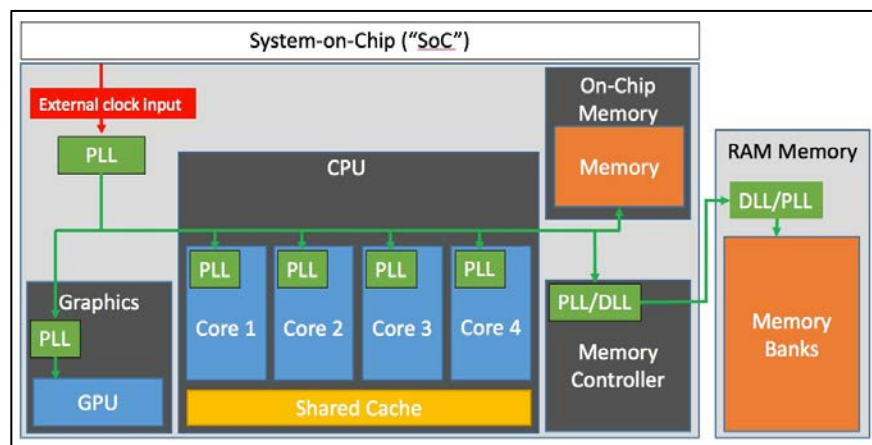 System-on-Chip ("SoC")
External clock input
PLL
CPU
On-Chip
Memory
Memory
RAM Memory
DLL/PLL
PLL
PLL
PLL
PLL
Core 1
Core 2
Core 3
Core 4
Shared Cache
Graphics
PLL
GPU
PLL/DLL
Memory
Controller
Memory
Banks